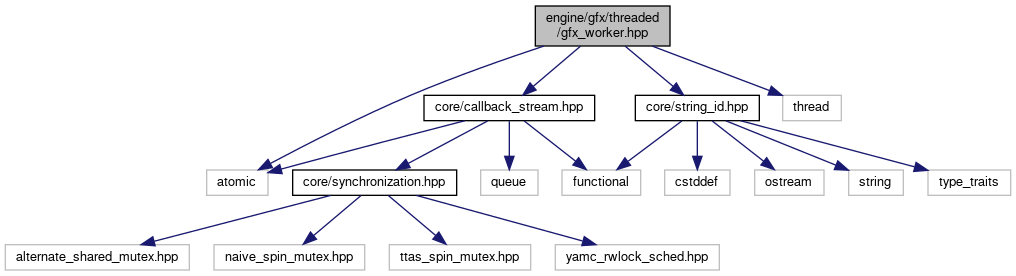 engine/gfx/threaded
/gfx_worker.hpp
core/callback_stream.hpp
core/string_id.hpp
thread
atomic
core/synchronization.hpp
queue
functional
cstddef
ostream
string
type_traits
alternate_shared_mutex.hpp
naive_spin_mutex.hpp
ttas_spin_mutex.hpp
yamc_rwlock_sched.hpp